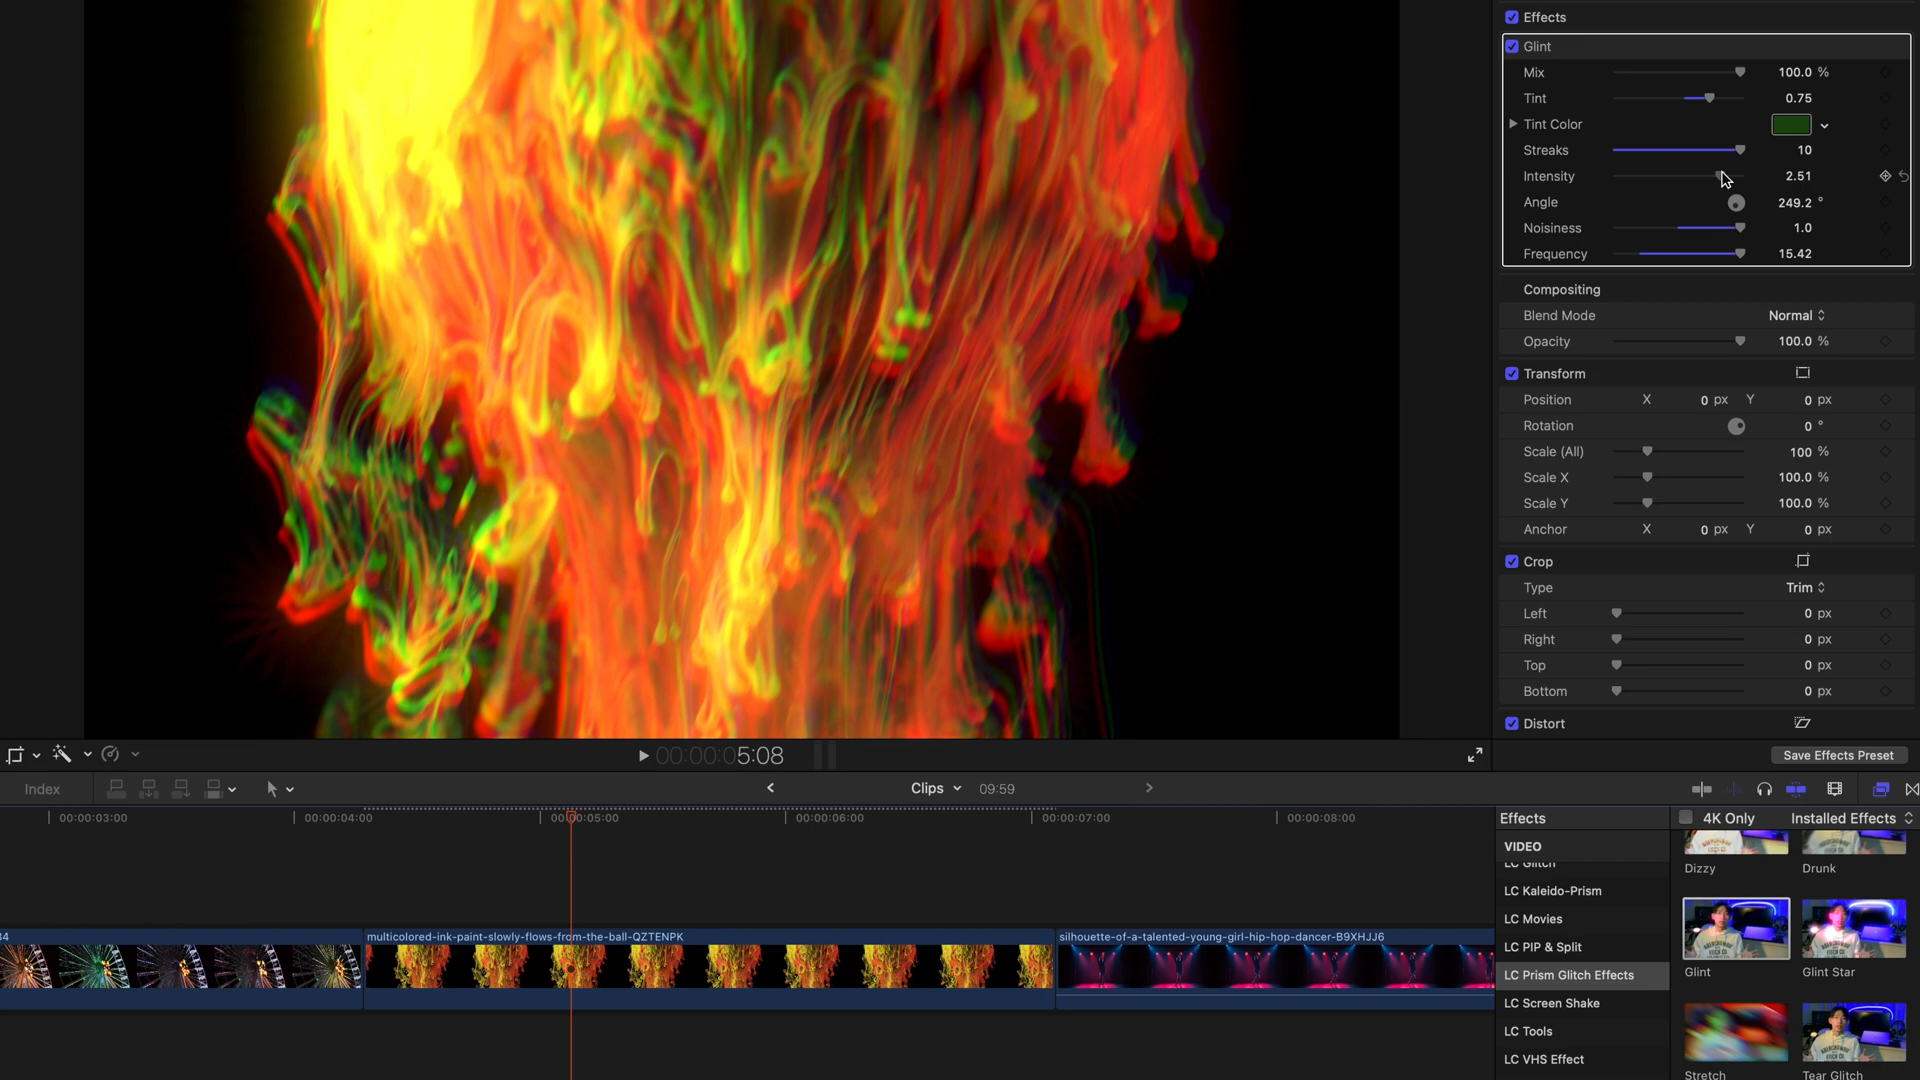 Effects
Glint
Mix 100.0 %
Tint 0.75
Tint Color
Streaks 10
Intensity 2.51
Angle 249.2 °
Noisiness 1.0
Frequency 15.42
Compositing
Blend Mode Normal
Opacity 100.0 %
Transform
Position X 0 px Y 0 px
Rotation 0 °
Scale (All) 100 %
Scale X 100.0 %
Scale Y 100.0 %
Anchor X 0 px Y 0 px
Crop
Type Trim
Left 0 px
Right 0 px
Top 0 px
Bottom 0 px
Distort
00:00:05:08
Save Effects Preset
Index
Clips 09:59
00:00:03:00 00:00:04:00 00:00:05:00 00:00:06:00 00:00:07:00 00:00:08:00
34
multicolored-ink-paint-slowly-flows-from-the-ball-QZTENPK
silhouette-of-a-talented-young-girl-hip-hop-dancer-B9XHJJ6
Effects
4K Only Installed Effects
VIDEO
LC Glitch
LC Kaleido-Prism
LC Movies
LC PIP & Split
LC Prism Glitch Effects
LC Screen Shake
LC Tools
LC VHS Effect
Dizzy Drunk
Glint Glint Star
Stretch Tear Glitch